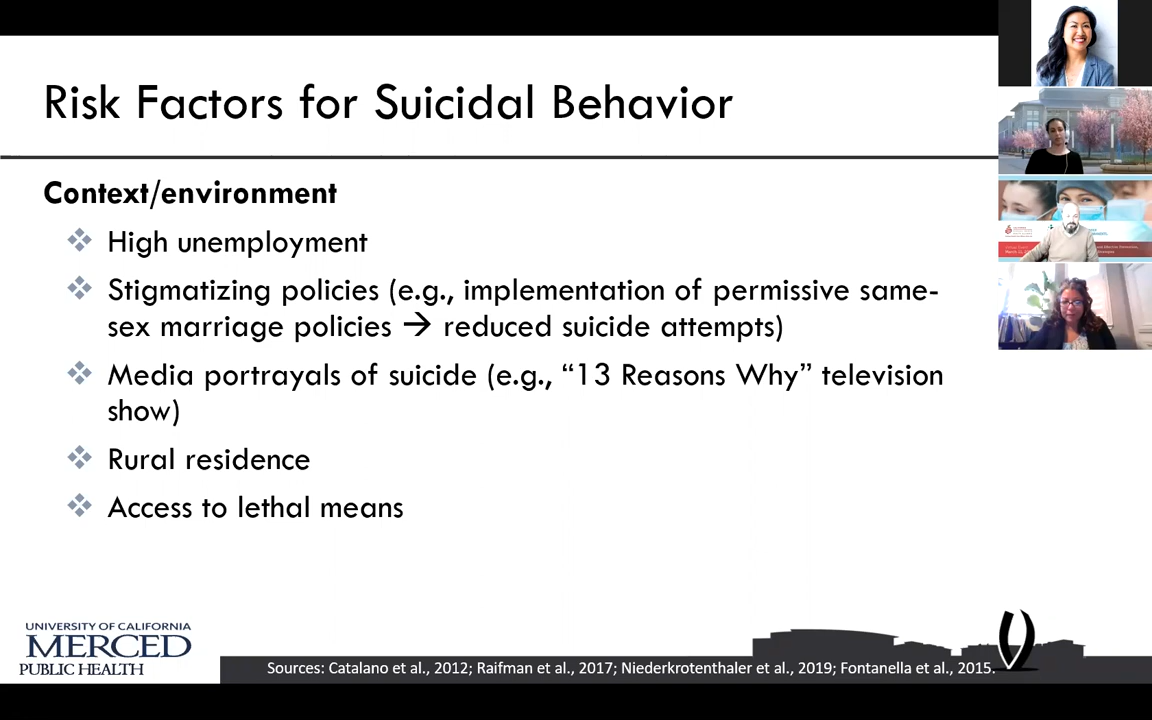 Risk Factors for Suicidal Behavior
Context/environment
❖ High unemployment
❖ Stigmatizing policies (e.g., implementation of permissive same-
sex marriage policies → reduced suicide attempts)
❖ Media portrayals of suicide (e.g., “13 Reasons Why” television
show)
❖ Rural residence
❖ Access to lethal means
UNIVERSITY OF CALIFORNIA
MERCED
PUBLIC HEALTH
Sources: Catalano et al., 2012; Raifman et al., 2017; Niederkrotenthaler et al., 2019; Fontanella et al., 2015.